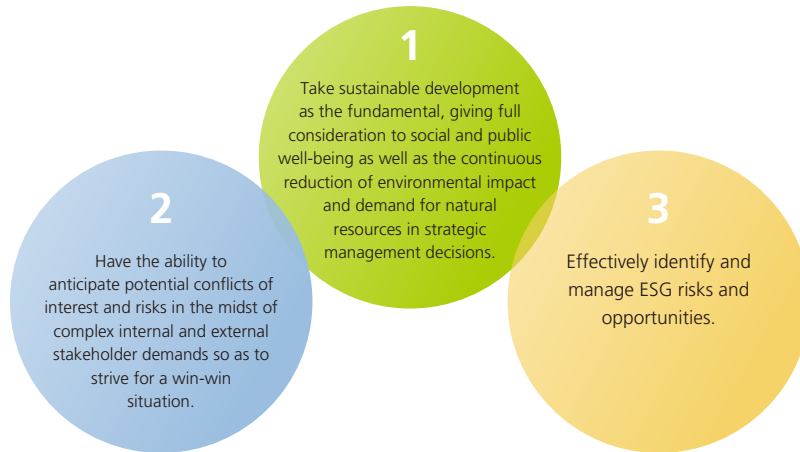 1
Take sustainable development
as the fundamental, giving full
consideration to social and public
well-being as well as the continuous
reduction of environmental impact
and demand for natural
resources in strategic
management decisions.
2
Have the ability to
anticipate potential conflicts of
interest and risks in the midst of
complex internal and external
stakeholder demands so as to
strive for a win-win
situation.
3
Effectively identify and
manage ESG risks and
opportunities.